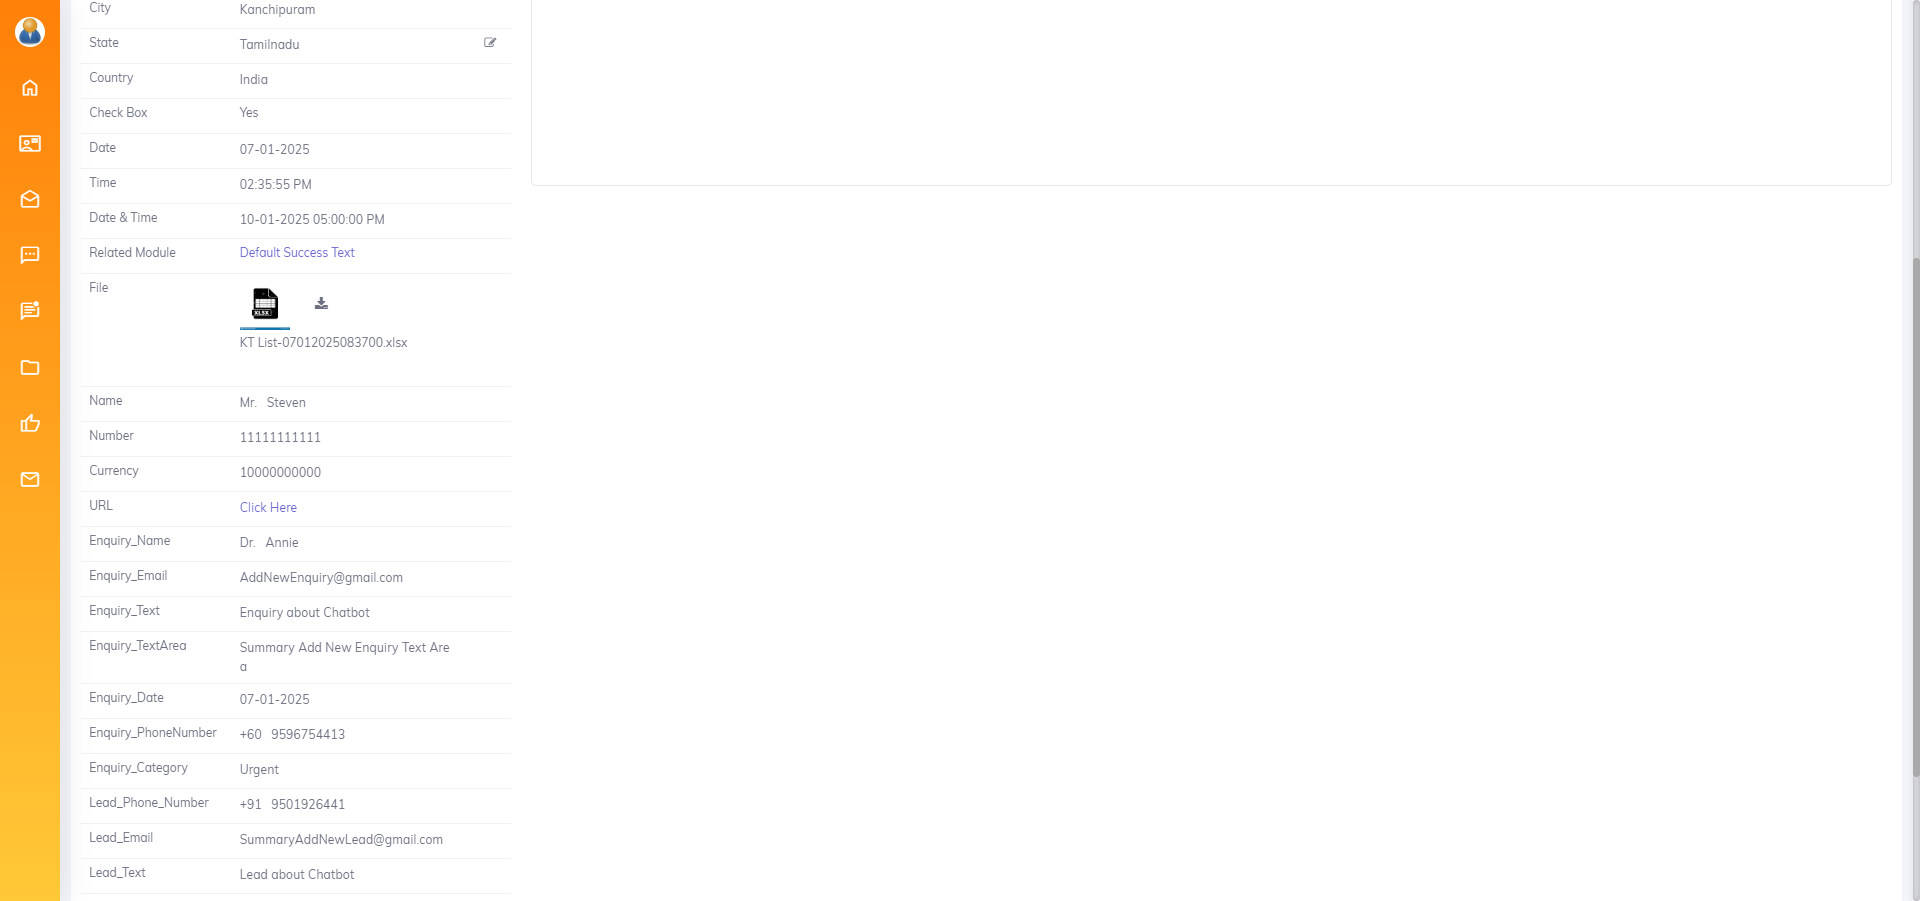 City Kanchipuram
State Tamilnadu
Country India
Check Box Yes
Date 07-01-2025
Time 02:35:55 PM
Date & Time 10-01-2025 05:00:00 PM
Related Module Default Success Text
File
XLSX
KT List-07012025083700.xlsx
Name Mr. Steven
Number 11111111111
Currency 10000000000
URL Click Here
Enquiry_Name Dr. Annie
Enquiry_Email AddNewEnquiry@gmail.com
Enquiry_Text Enquiry about Chatbot
Enquiry_TextArea Summary Add New Enquiry Text Are
a
Enquiry_Date 07-01-2025
Enquiry_PhoneNumber +60 9596754413
Enquiry_Category Urgent
Lead_Phone_Number +91 9501926441
Lead_Email SummaryAddNewLead@gmail.com
Lead_Text Lead about Chatbot